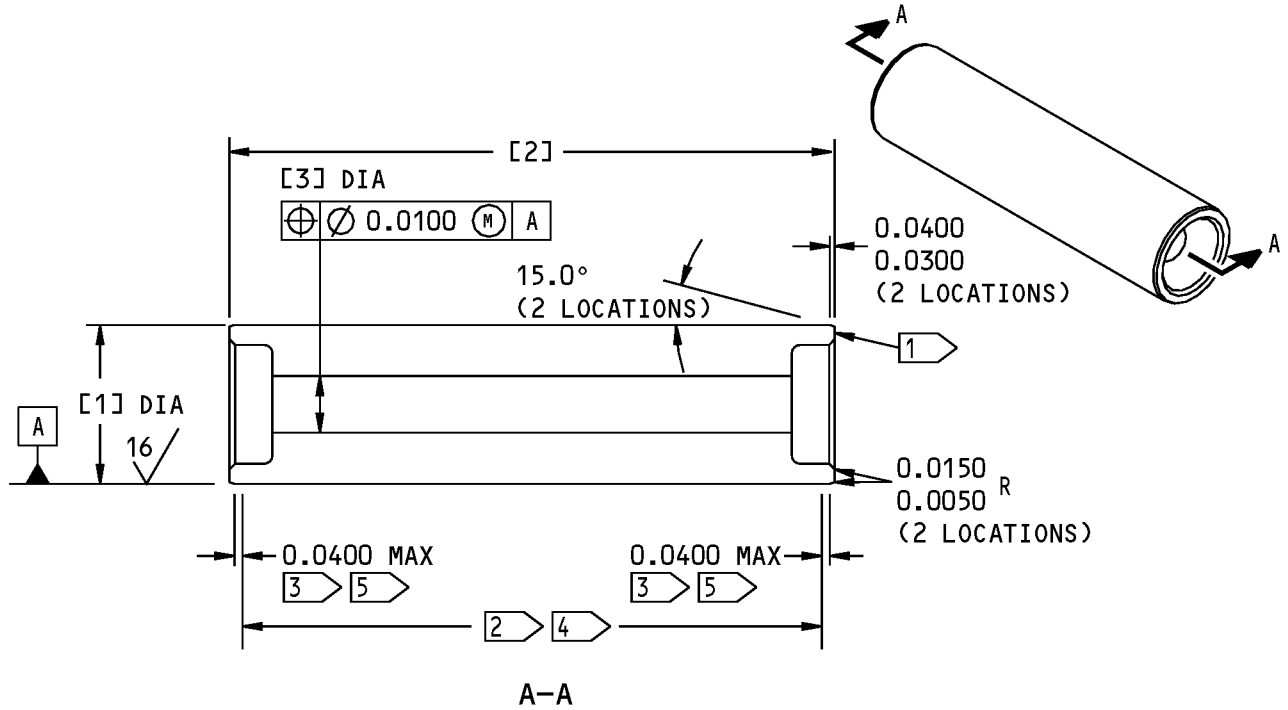 A
[2]
[3] DIA
⌖ ⌀ 0.0100 Ⓜ A
0.0400
0.0300
(2 LOCATIONS)
A
15.0°
(2 LOCATIONS)
1
[1] DIA
A
16
0.0150
0.0050 R
(2 LOCATIONS)
0.0400 MAX
3 5
0.0400 MAX
3 5
2 4
A-A